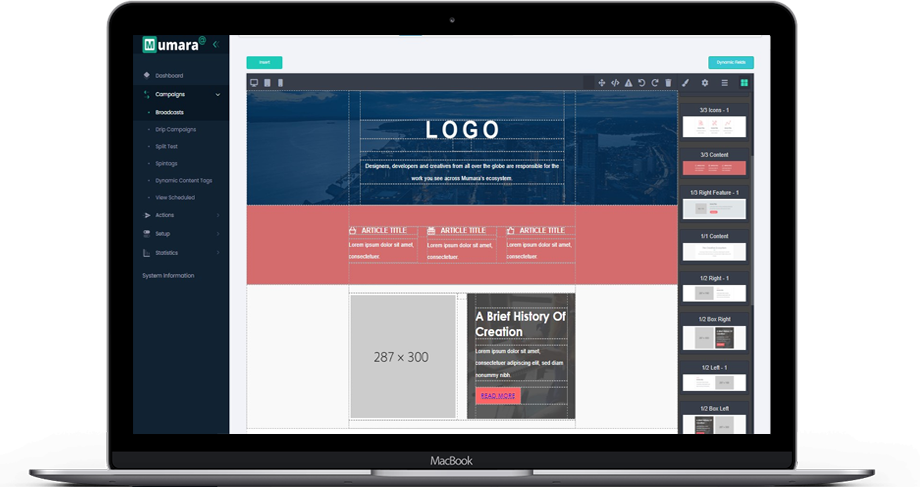 Mumara@
Insert
Dynamic Fields
Dashboard
Campaigns
Broadcasts
Drip Campaigns
Split Test
Spintags
Dynamic Content Tags
View Scheduled
Actions
Setup
Statistics
System Information
LOGO
Designers, developers and creatives from all over the globe are responsible for the
work you see across Mumara's ecosystem.
ARTICLE TITLE
Lorem ipsum dolor sit amet,
consectetuer.
ARTICLE TITLE
Lorem ipsum dolor sit amet,
consectetuer.
ARTICLE TITLE
Lorem ipsum dolor sit amet,
consectetuer.
287 × 300
A Brief History Of
Creation
Lorem ipsum dolor sit amet,
consectetuer adipiscing elit, sed diam
nonummy nibh.
READ MORE
3/3 Icons - 1
3/3 Content
1/3 Right Feature - 1
1/1 Content
1/2 Right - 1
1/2 Box Right
1/2 Left - 1
1/2 Box Left
MacBook